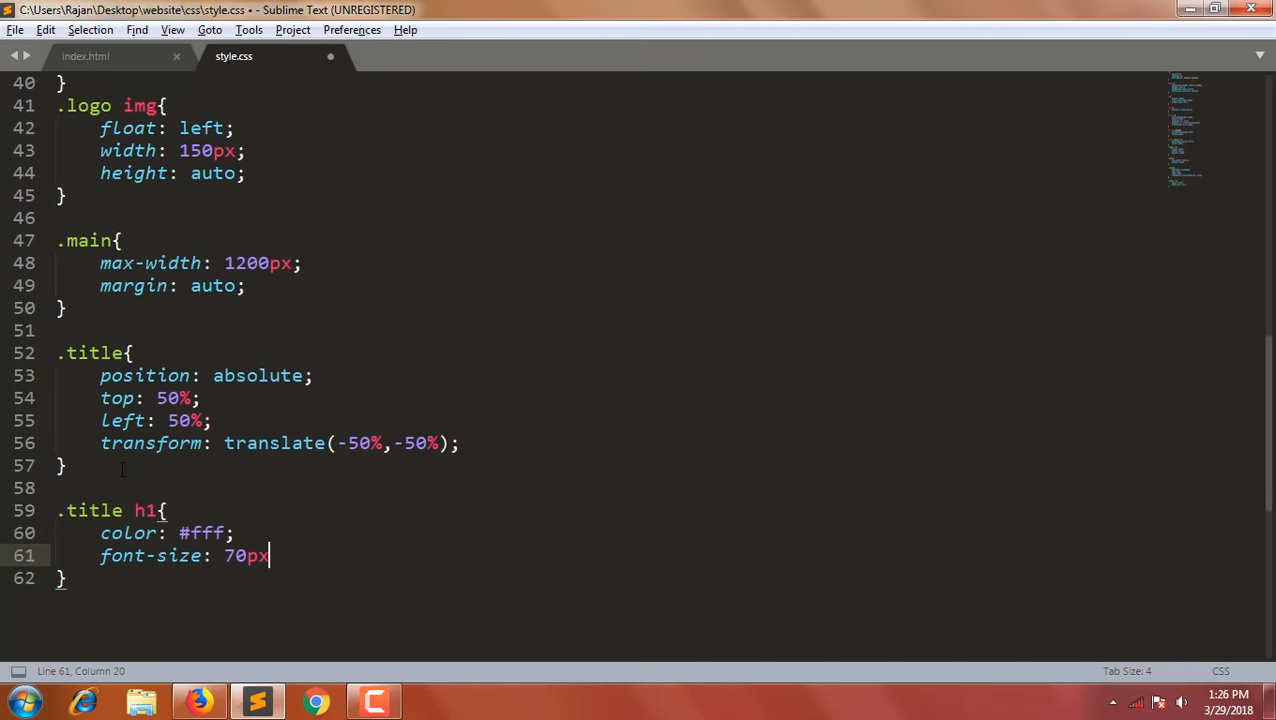 C:\Users\Rajan\Desktop\website\css\style.css • - Sublime Text (UNREGISTERED)
File Edit Selection Find View Goto Tools Project Preferences Help
index.html × style.css
40 }
41 .logo img{
42 float: left;
43 width: 150px;
44 height: auto;
45 }
46
47 .main{
48 max-width: 1200px;
49 margin: auto;
50 }
51
52 .title{
53 position: absolute;
54 top: 50%;
55 left: 50%;
56 transform: translate(-50%,-50%);
57 }
58
59 .title h1{
60 color: #fff;
61 font-size: 70px
62 }
Line 61, Column 20 Tab Size: 4 CSS
1:26 PM
3/29/2018